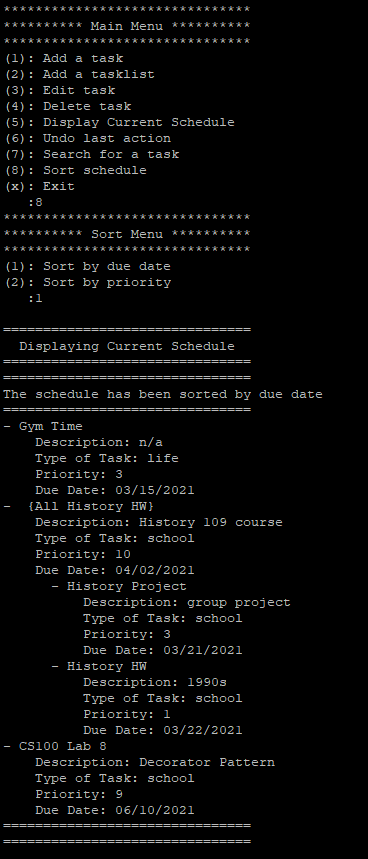 *******************************
********** Main Menu **********
*******************************
(1): Add a task
(2): Add a tasklist
(3): Edit task
(4): Delete task
(5): Display Current Schedule
(6): Undo last action
(7): Search for a task
(8): Sort schedule
(x): Exit
   :8
*******************************
********** Sort Menu **********
*******************************
(1): Sort by due date
(2): Sort by priority
   :1

===============================
  Displaying Current Schedule
===============================
===============================
The schedule has been sorted by due date
===============================
- Gym Time
    Description: n/a
    Type of Task: life
    Priority: 3
    Due Date: 03/15/2021
-  {All History HW}
    Description: History 109 course
    Type of Task: school
    Priority: 10
    Due Date: 04/02/2021
      - History Project
          Description: group project
          Type of Task: school
          Priority: 3
          Due Date: 03/21/2021
      - History HW
          Description: 1990s
          Type of Task: school
          Priority: 1
          Due Date: 03/22/2021
- CS100 Lab 8
    Description: Decorator Pattern
    Type of Task: school
    Priority: 9
    Due Date: 06/10/2021
===============================
===============================